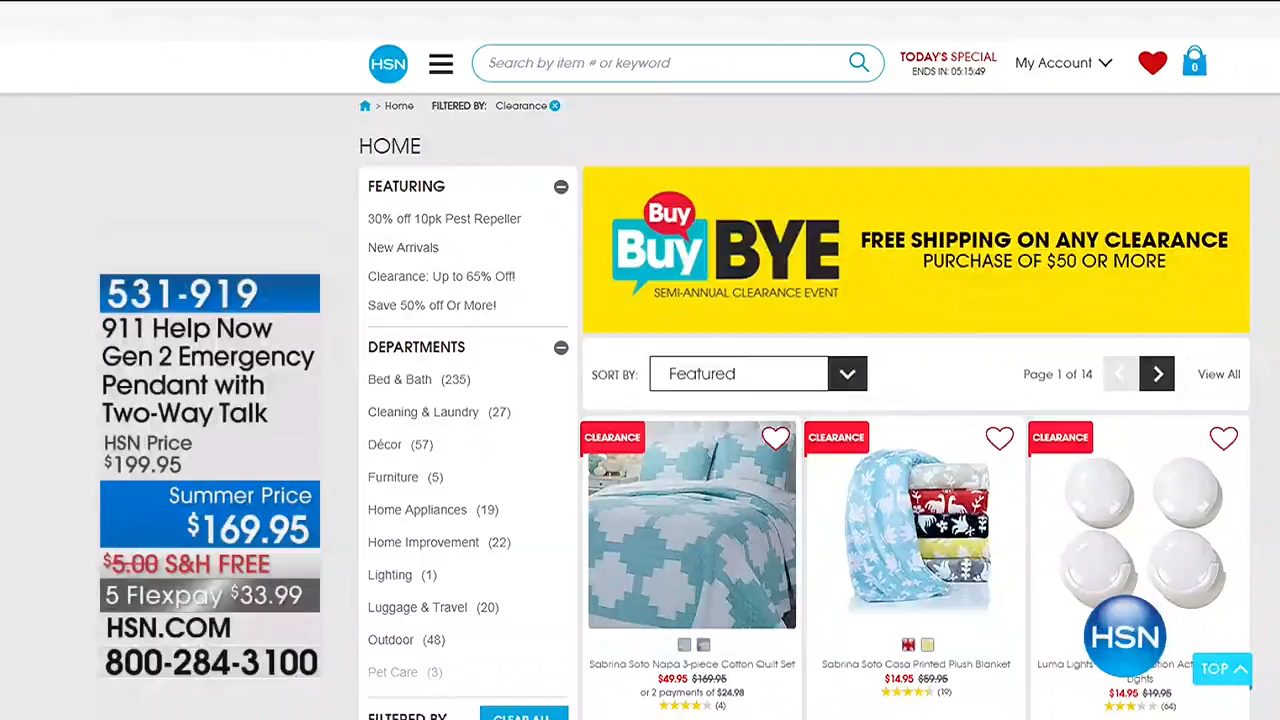 HSN
Search by item # or keyword
TODAY'S SPECIAL
ENDS IN: 05:15:49
My Account
0
> Home
FILTERED BY: Clearance
HOME
FEATURING
30% off 10pk Pest Repeller
New Arrivals
Clearance: Up to 65% Off!
Save 50% off Or More!
DEPARTMENTS
Bed & Bath (235)
Cleaning & Laundry (27)
Décor (57)
Furniture (5)
Home Appliances (19)
Home Improvement (22)
Lighting (1)
Luggage & Travel (20)
Outdoor (48)
Pet Care (3)
FILTERED BY
CLEAR ALL
Buy
Buy BYE
SEMI-ANNUAL CLEARANCE EVENT
FREE SHIPPING ON ANY CLEARANCE
PURCHASE OF $50 OR MORE
SORT BY: Featured
Page 1 of 14
View All
CLEARANCE
Sabrina Soto Napa 3-piece Cotton Quilt Set
$49.95 $169.95
or 2 payments of $24.98
(4)
CLEARANCE
Sabrina Soto Casa Printed Plush Blanket
$14.95 $59.95
(19)
CLEARANCE
Luma Lights
Lights
$14.95 $19.95
(64)
HSN
TOP
531-919
911 Help Now
Gen 2 Emergency
Pendant with
Two-Way Talk
HSN Price
$199.95
Summer Price
$169.95
$5.00 S&H FREE
5 Flexpay $33.99
HSN.COM
800-284-3100